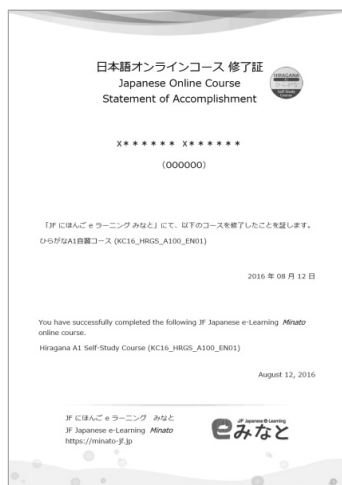 日本語オンラインコース 修了証
Japanese Online Course
Statement of Accomplishment
HIRAGANA
Self-Study
Course
X****** X******
(000000)
「JF にほんご e ラーニング みなと」にて、以下のコースを修了したことを証します。
ひらがなA1自習コース (KC16_HRGS_A100_EN01)
2016 年 08 月 12 日
You have successfully completed the following JF Japanese e-Learning Minato
online course.
Hiragana A1 Self-Study Course (KC16_HRGS_A100_EN01)
August 12, 2016
JF にほんご e ラーニング みなと
JF Japanese e-Learning Minato
https://minato-jf.jp
JF Japanese e-Learning
eみなと